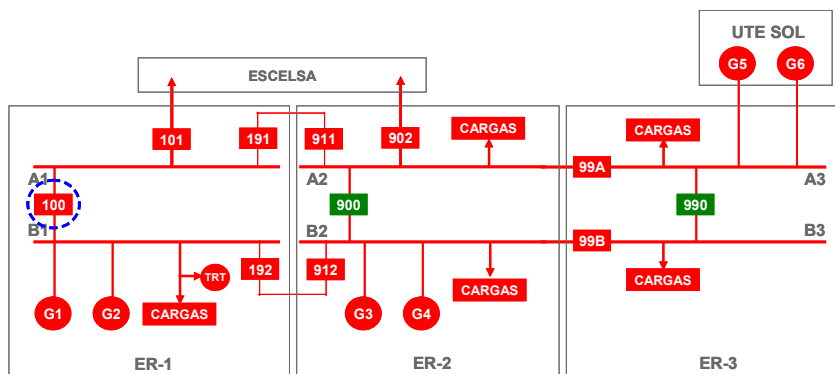 UTE SOL
G5 G6
ESCELSA
101 191 911 902 CARGAS CARGAS
A1 A2 99A A3
100 900 990
B1 B2 99B B3
192 912
TRT CARGAS CARGAS
G1 G2 CARGAS G3 G4
ER-1 ER-2 ER-3